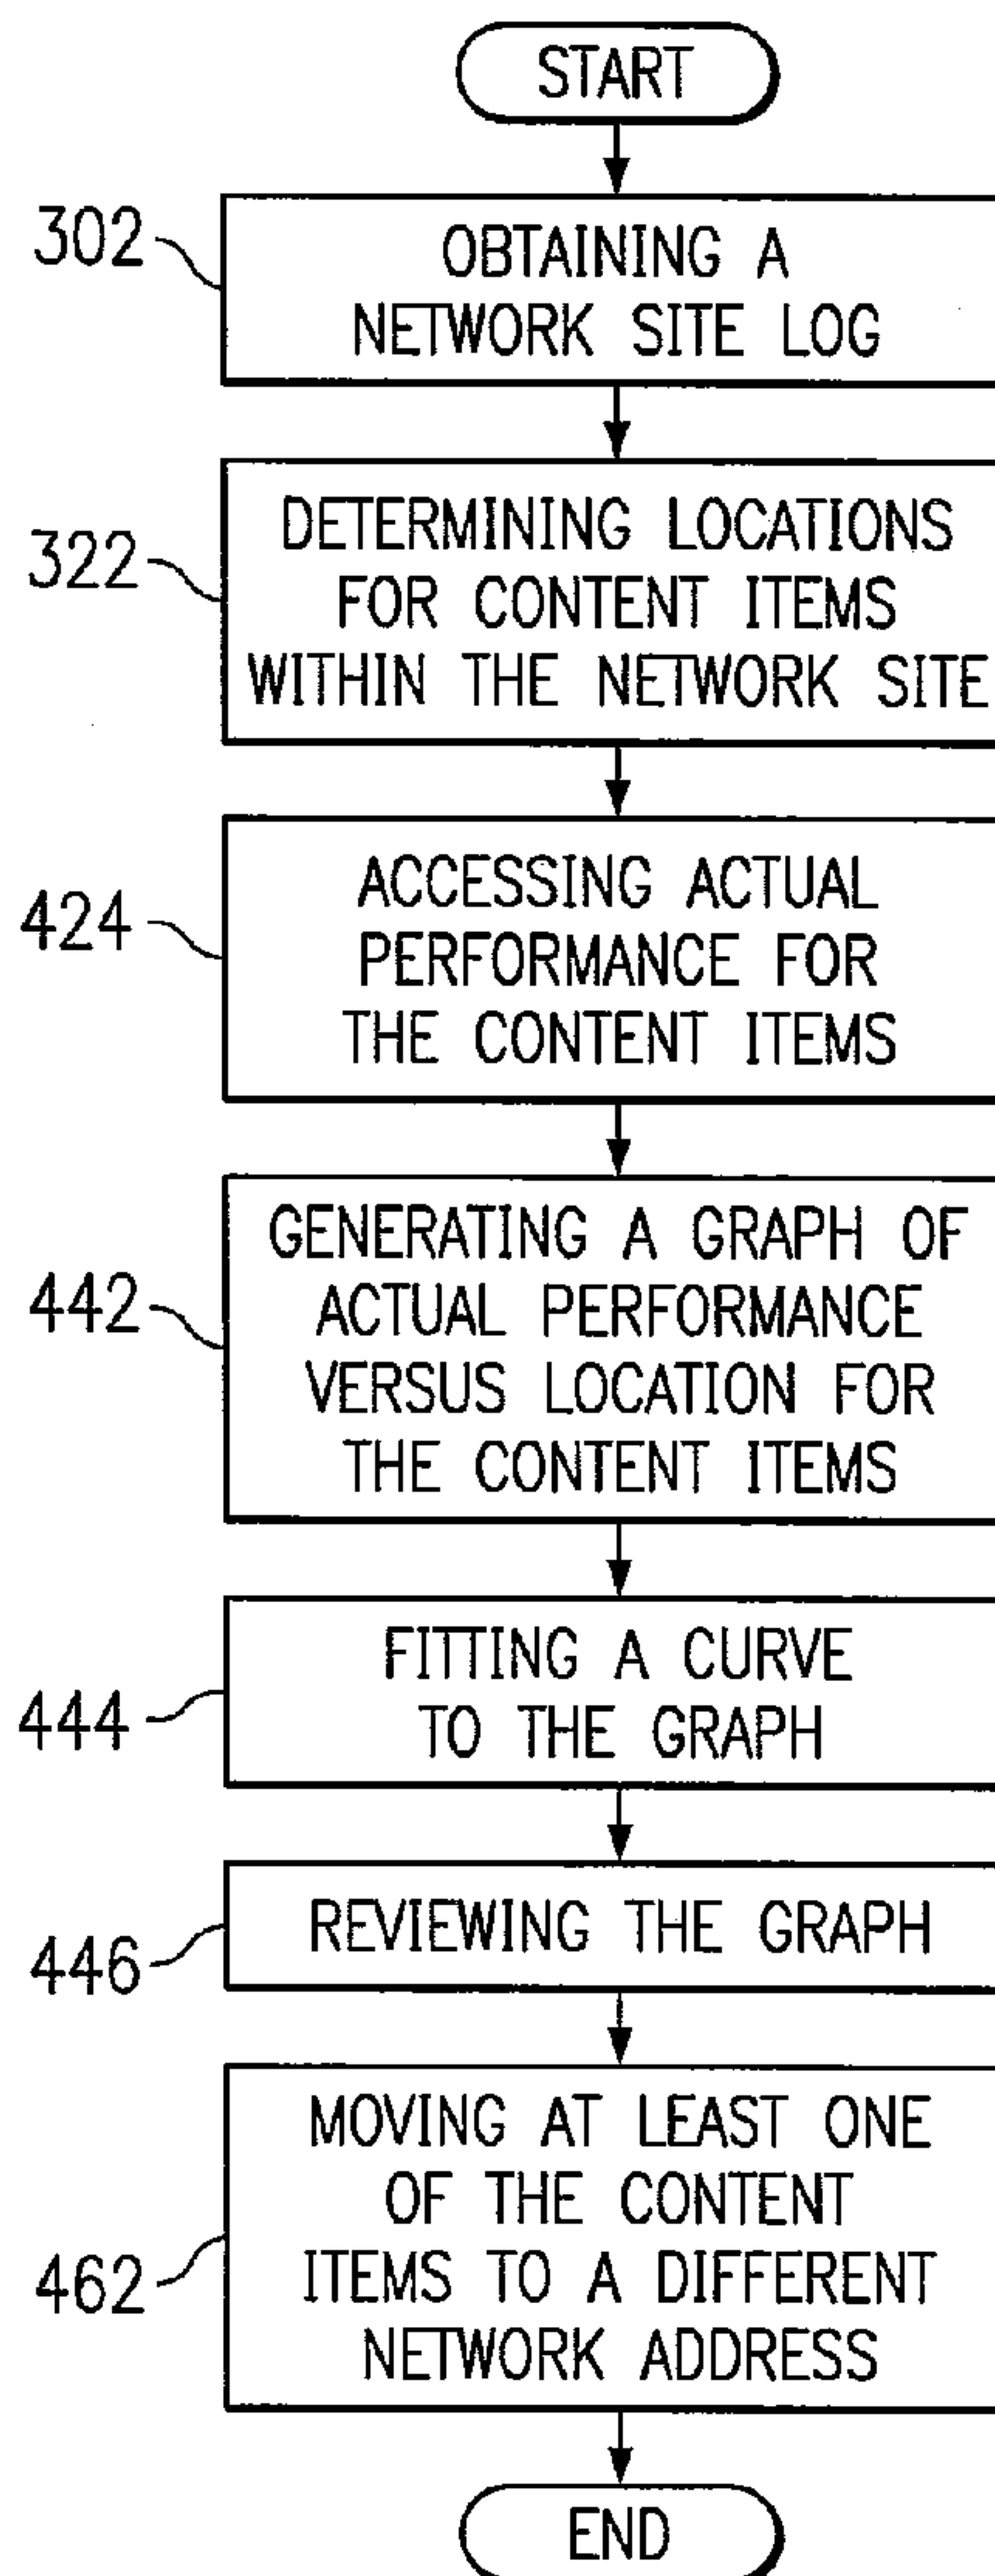 START
302
OBTAINING A
NETWORK SITE LOG
322
DETERMINING LOCATIONS
FOR CONTENT ITEMS
WITHIN THE NETWORK SITE
424
ACCESSING ACTUAL
PERFORMANCE FOR
THE CONTENT ITEMS
442
GENERATING A GRAPH OF
ACTUAL PERFORMANCE
VERSUS LOCATION FOR
THE CONTENT ITEMS
444
FITTING A CURVE
TO THE GRAPH
446
REVIEWING THE GRAPH
462
MOVING AT LEAST ONE
OF THE CONTENT
ITEMS TO A DIFFERENT
NETWORK ADDRESS
END